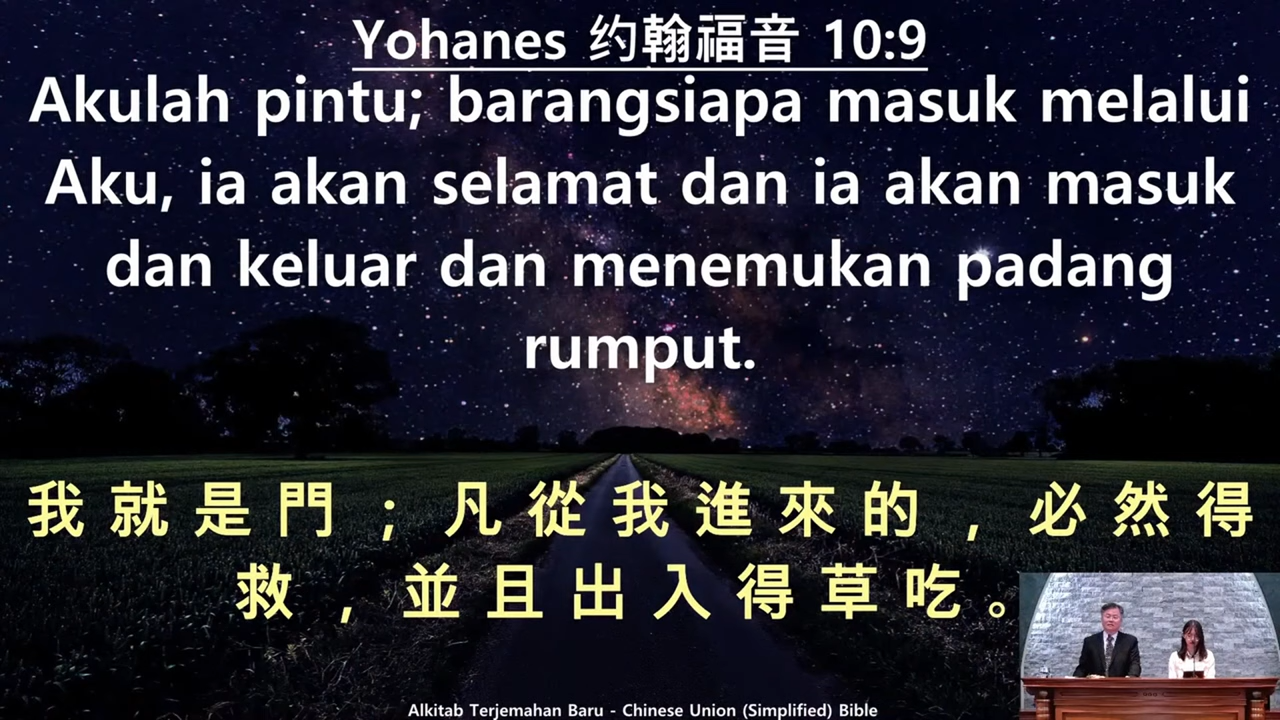 Yohanes 约翰福音 10:9
Akulah pintu; barangsiapa masuk melalui
Aku, ia akan selamat dan ia akan masuk
dan keluar dan menemukan padang
rumput.
我就是門；凡從我進來的，必然得
救，並且出入得草吃。
Alkitab Terjemahan Baru - Chinese Union (Simplified) Bible